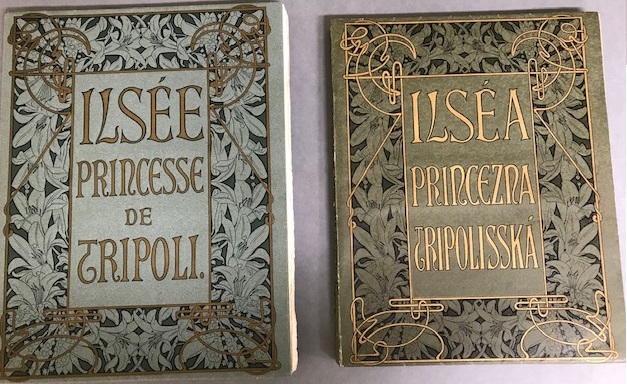 ILSÉE
PRINCESSE
DE
TRIPOLI.
ILSÉA
PRINCEZNA
TRIPOLISSKÁ